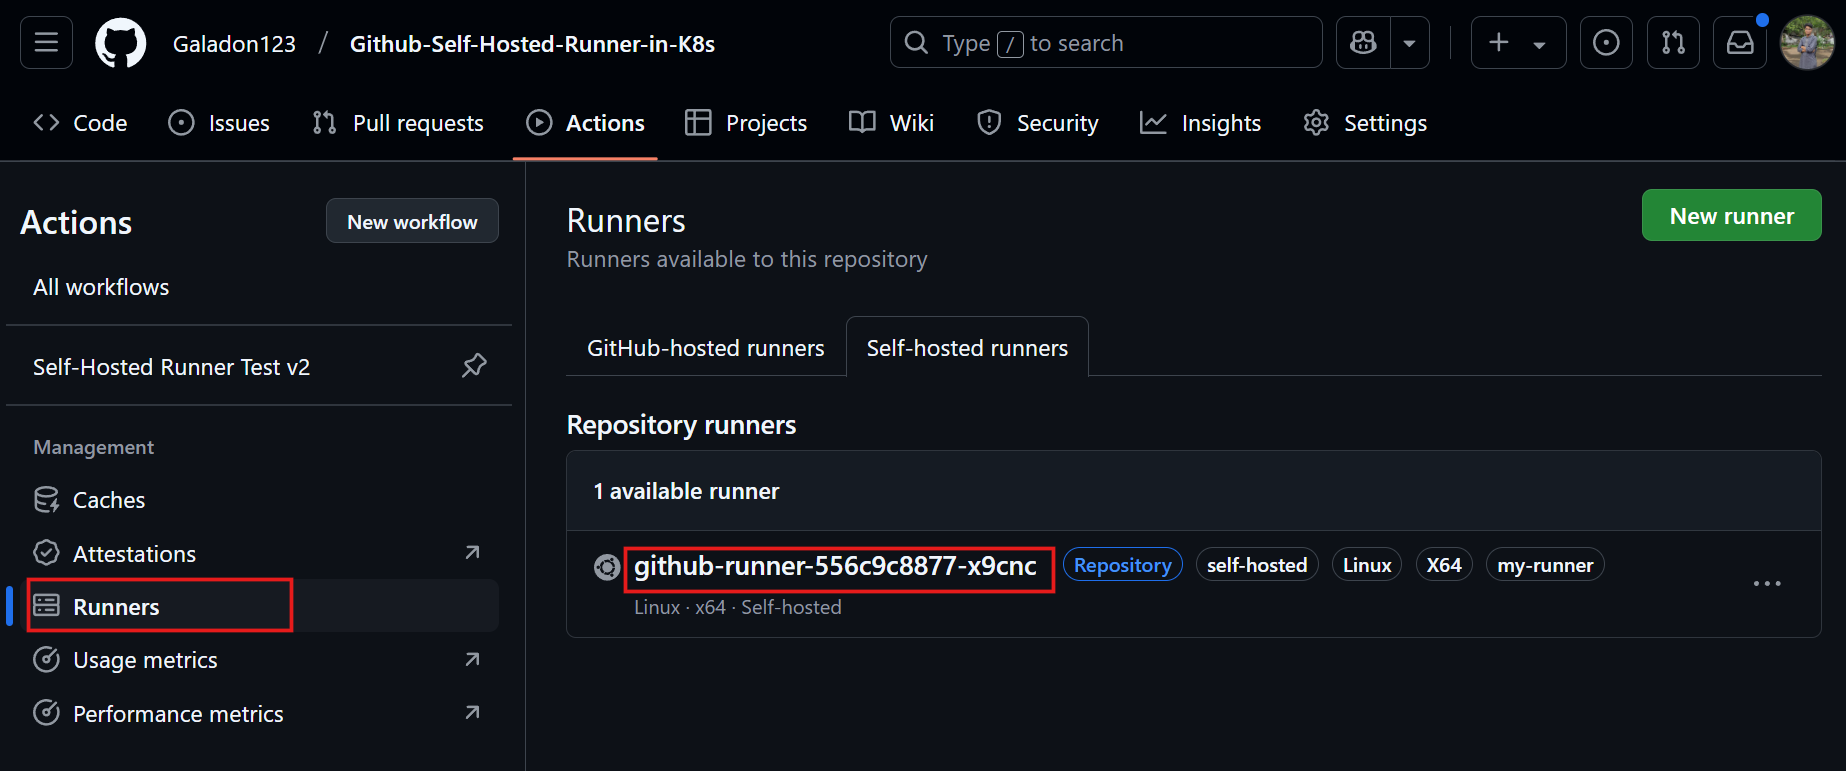 Galadon123 / Github-Self-Hosted-Runner-in-K8s
Type / to search
Code Issues Pull requests Actions Projects Wiki Security Insights Settings
Actions
New workflow
All workflows
Self-Hosted Runner Test v2
Management
Caches
Attestations
Runners
Usage metrics
Performance metrics
Runners
New runner
Runners available to this repository
GitHub-hosted runners Self-hosted runners
Repository runners
1 available runner
github-runner-556c9c8877-x9cnc Repository self-hosted Linux X64 my-runner
Linux · x64 · Self-hosted